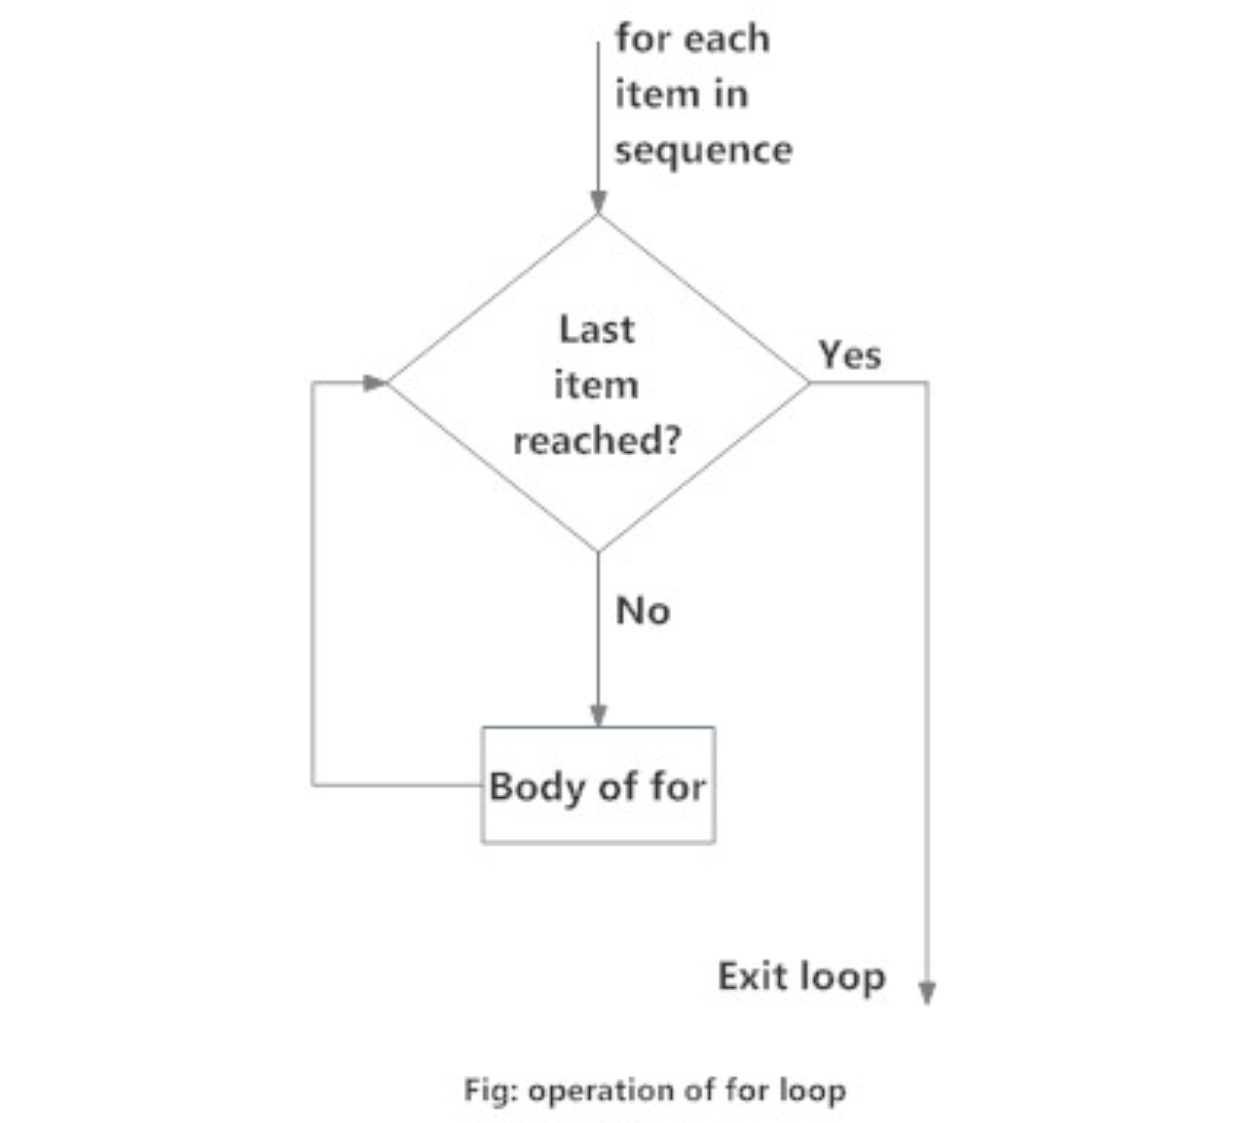 for each
item in
sequence
Last
item
reached?
Yes
No
Body of for
Exit loop
Fig: operation of for loop